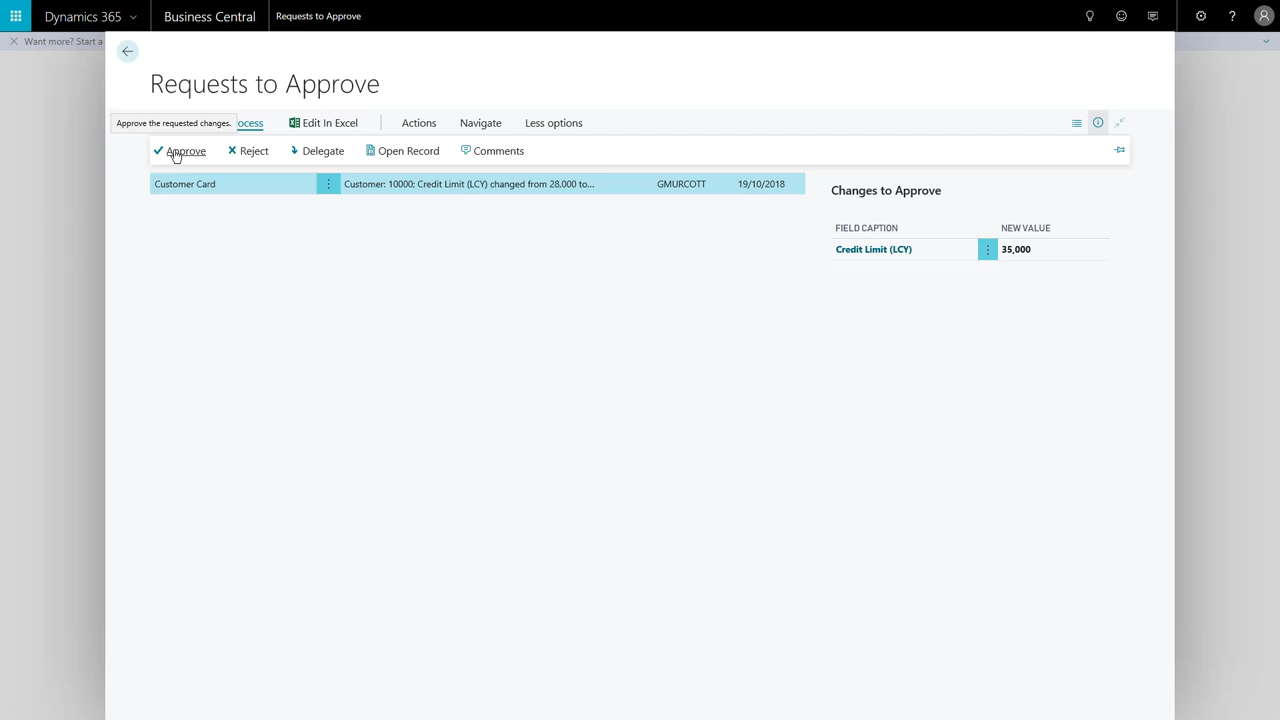 Dynamics 365 Business Central Requests to Approve ?
Want more? Start a
Requests to Approve
Approve the requested changes. ocess Edit In Excel Actions Navigate Less options
Approve Reject Delegate Open Record Comments
Customer Card Customer: 10000; Credit Limit (LCY) changed from 28,000 to... GMURCOTT 19/10/2018
Changes to Approve
FIELD CAPTION NEW VALUE
Credit Limit (LCY) 35,000